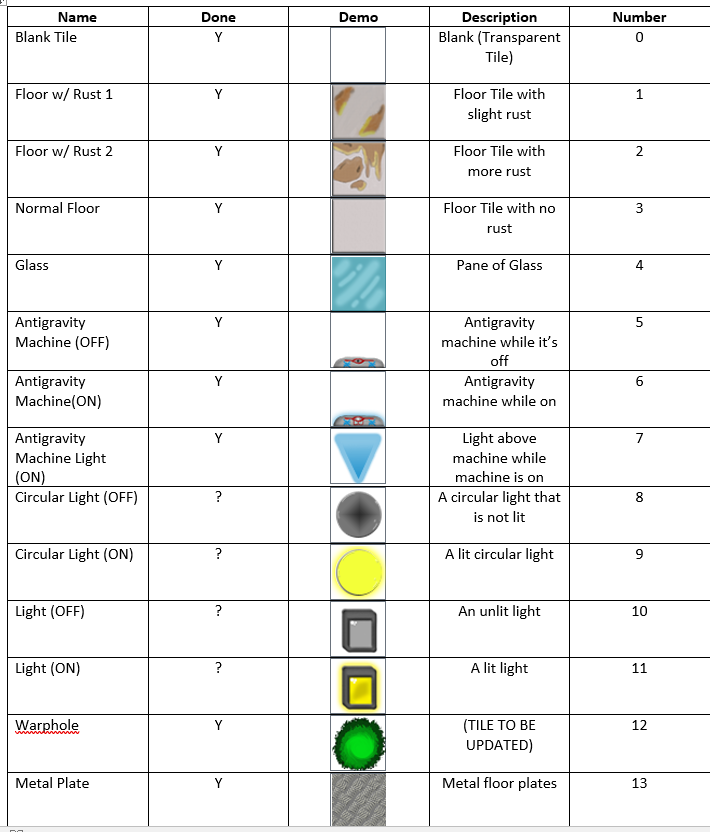 Name Done Demo Description Number
Blank Tile Y Blank (Transparent 0
Tile)
Floor w/ Rust 1 Y Floor Tile with 1
slight rust
Floor w/ Rust 2 Y Floor Tile with 2
more rust
Normal Floor Y Floor Tile with no 3
rust
Glass Y Pane of Glass 4
Antigravity Y Antigravity 5
Machine (OFF) machine while it’s
off
Antigravity Y Antigravity 6
Machine(ON) machine while on
Antigravity Y Light above 7
Machine Light machine while
(ON) machine is on
Circular Light (OFF) ? A circular light that 8
is not lit
Circular Light (ON) ? A lit circular light 9
Light (OFF) ? An unlit light 10
Light (ON) ? A lit light 11
Warphole Y (TILE TO BE 12
UPDATED)
Metal Plate Y Metal floor plates 13